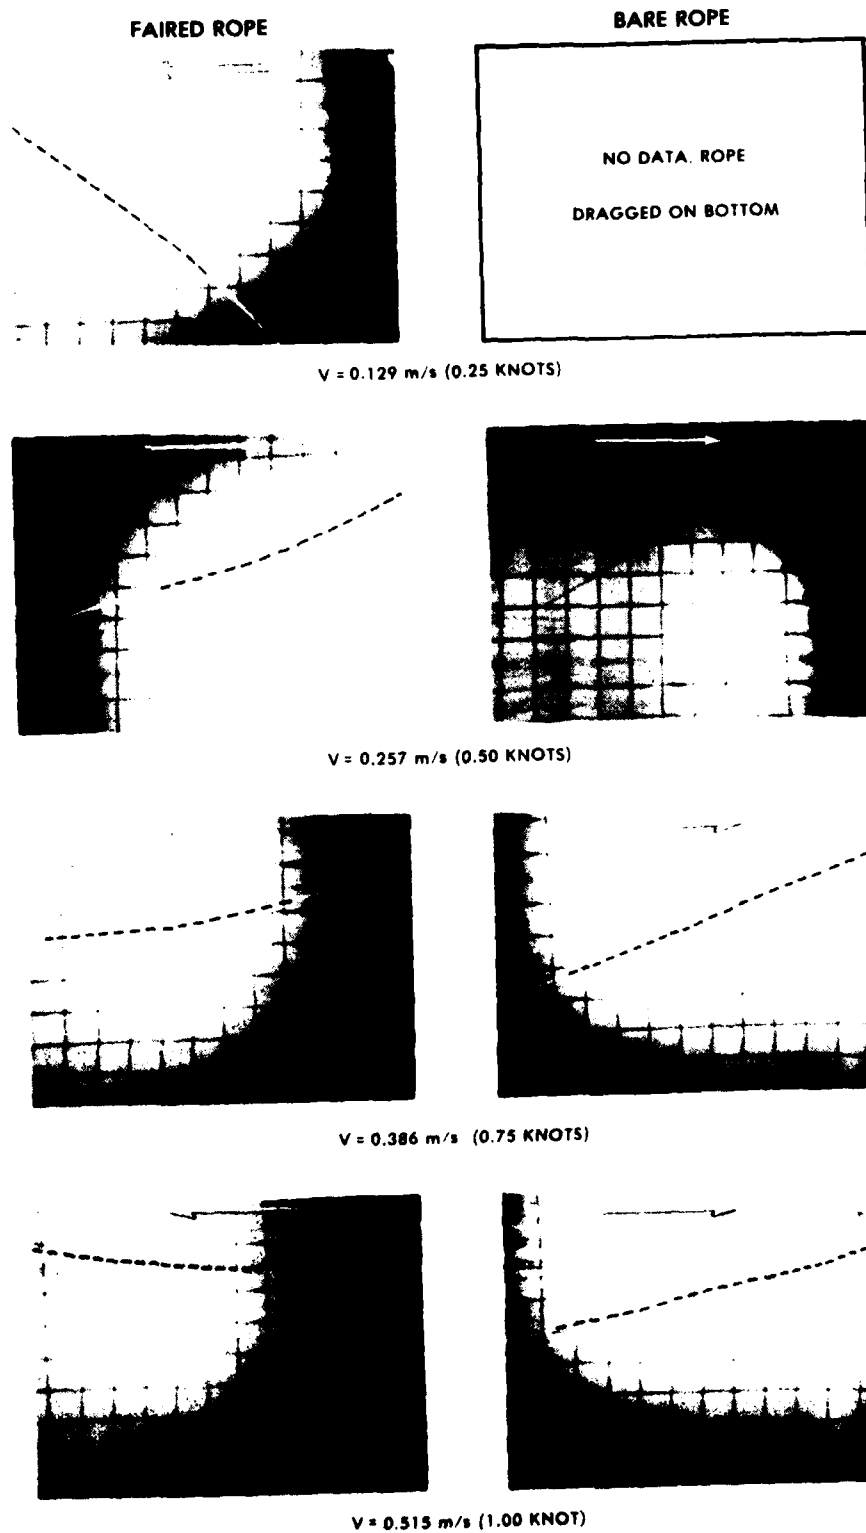 FAIRED ROPE
BARE ROPE
NO DATA. ROPE
DRAGGED ON BOTTOM
V = 0.129 m/s (0.25 KNOTS)
V = 0.257 m/s (0.50 KNOTS)
V = 0.386 m/s (0.75 KNOTS)
V = 0.515 m/s (1.00 KNOT)